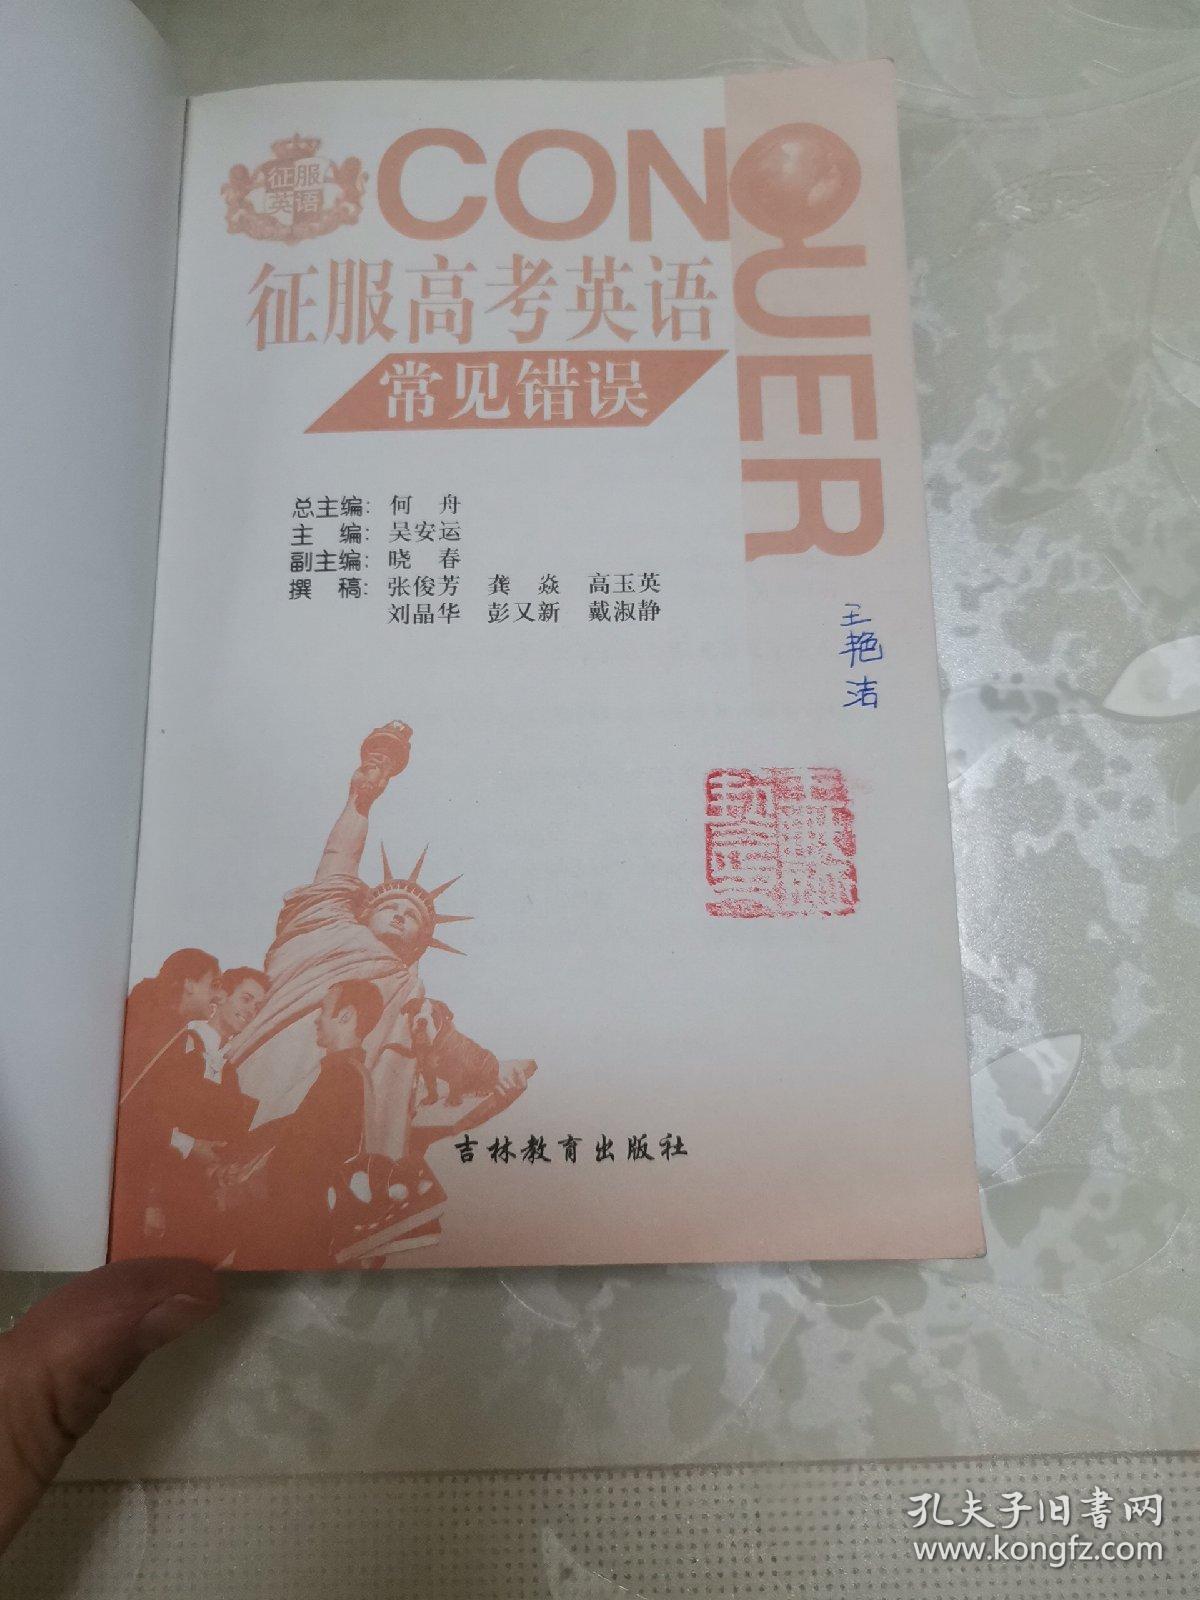 征服
英语
CONQUER
征服高考英语
常见错误
总主编：何 舟
主 编：吴安运
副主编：晓 春
撰 稿：张俊芳 龚 焱 高玉英
刘晶华 彭又新 戴淑静
王
艳
洁
吉林教育出版社
孔夫子旧书网
www.kongfz.com